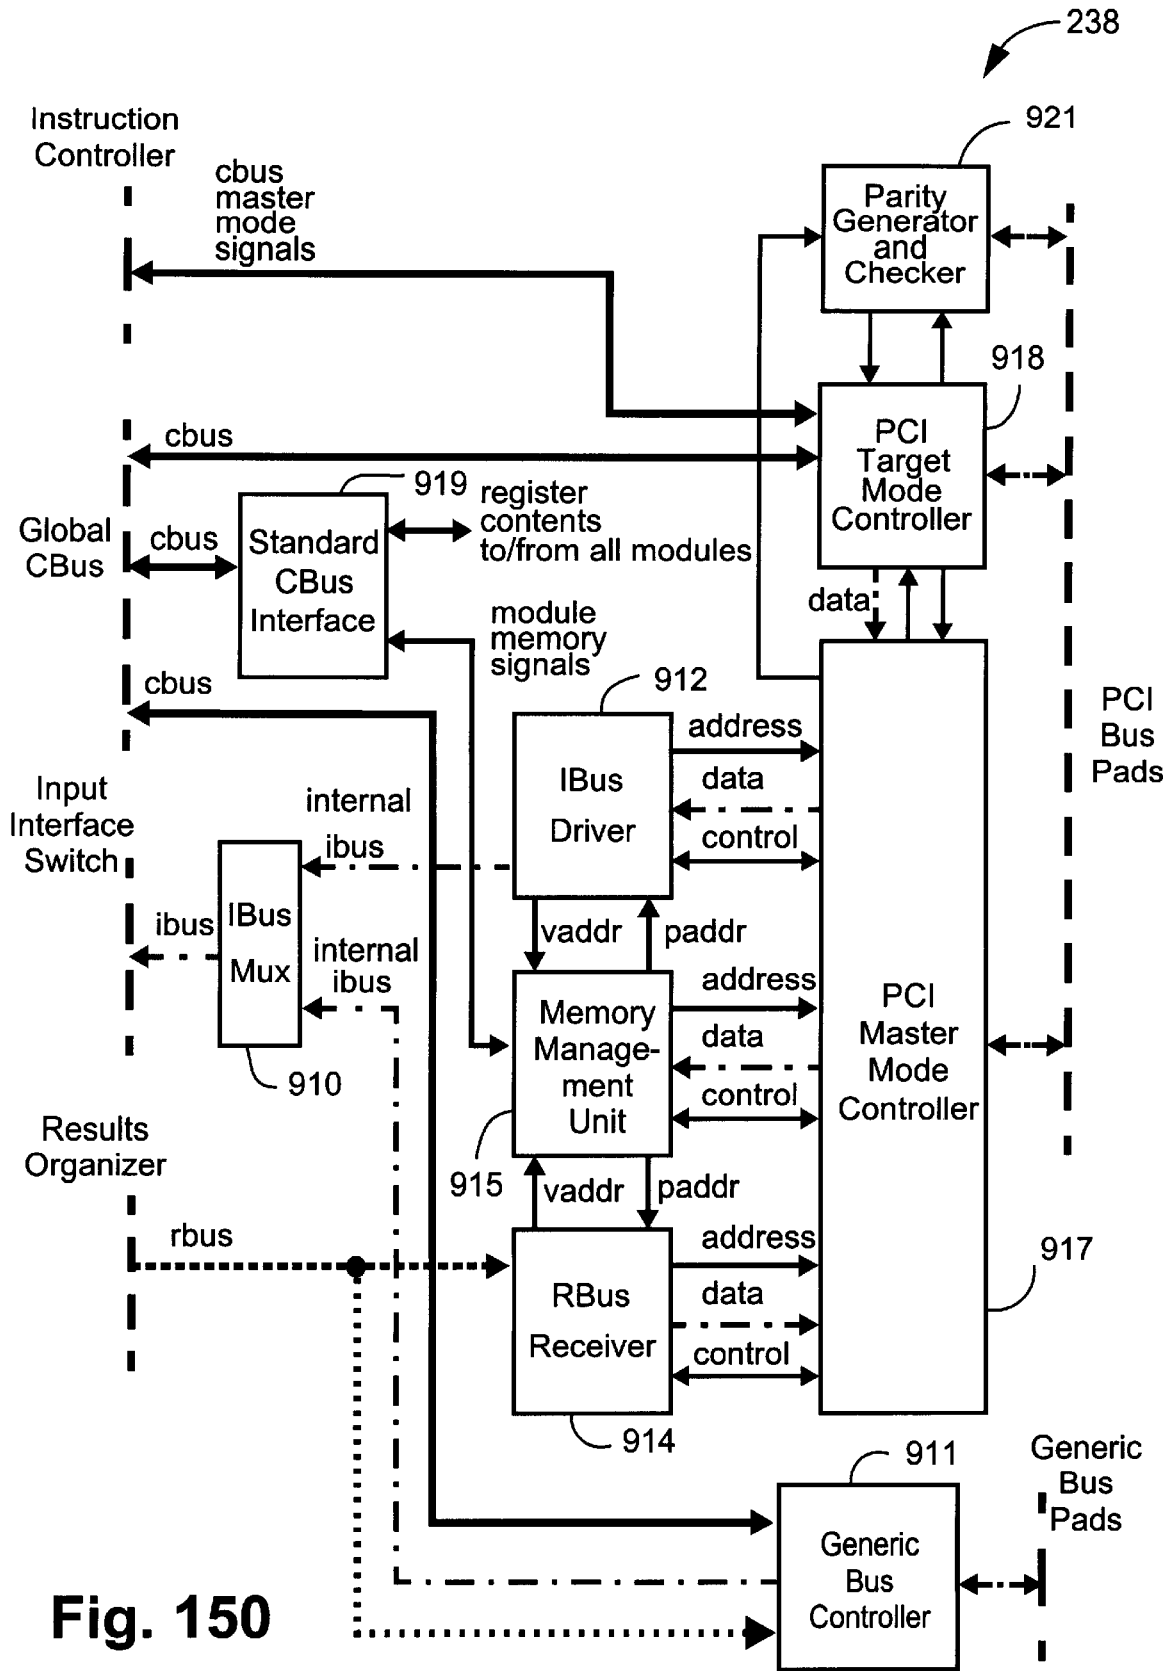 238
Instruction
Controller
921
cbus
master
mode
signals
Parity
Generator
and
Checker
918
PCI
Target
Mode
Controller
cbus
919
register
contents
to/from all modules
Global
CBus
cbus
Standard
CBus
Interface
data
module
memory
signals
cbus
912
address
PCI
Bus
Pads
Input
Interface
Switch
internal
ibus
IBus
Driver
data
control
ibus
IBus
Mux
internal
ibus
vaddr
paddr
address
910
Memory
Manage-
ment
Unit
data
control
PCI
Master
Mode
Controller
Results
Organizer
915
vaddr
paddr
rbus
address
917
RBus
Receiver
data
control
914
911
Generic
Bus
Pads
Generic
Bus
Controller
Fig. 150